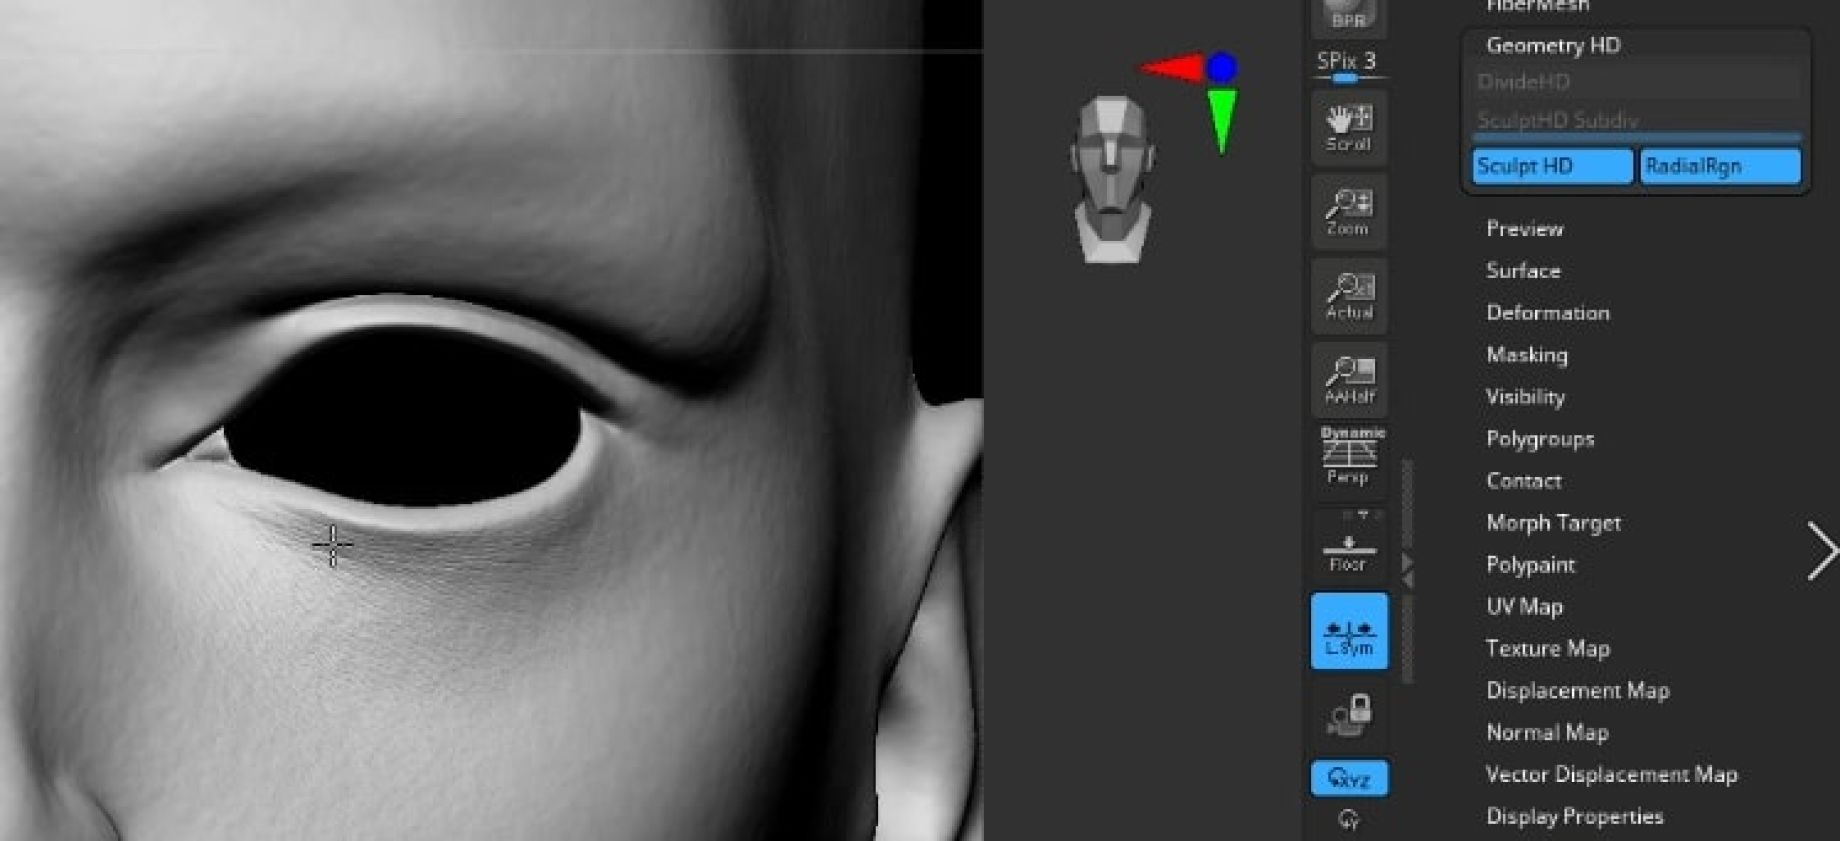 BPR
SPix 3
Scroll
Zoom
Actual
AAHalf
Dynamic
Persp
Floor
L.Sym
XYZ
Y
FiberMesh
Geometry HD
DivideHD
SculptHD Subdiv
Sculpt HD
RadialRgn
Preview
Surface
Deformation
Masking
Visibility
Polygroups
Contact
Morph Target
Polypaint
UV Map
Texture Map
Displacement Map
Normal Map
Vector Displacement Map
Display Properties